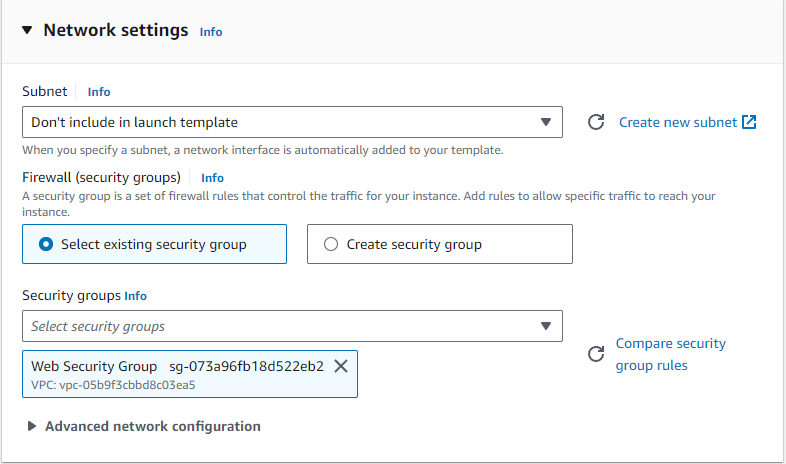 Network settings Info
Subnet Info
Don't include in launch template
Create new subnet
When you specify a subnet, a network interface is automatically added to your template.
Firewall (security groups) Info
A security group is a set of firewall rules that control the traffic for your instance. Add rules to allow specific traffic to reach your
instance.
Select existing security group
Create security group
Security groups Info
Select security groups
Compare security
group rules
Web Security Group sg-073a96fb18d522eb2
VPC: vpc-05b9f3cbbd8c03ea5
Advanced network configuration